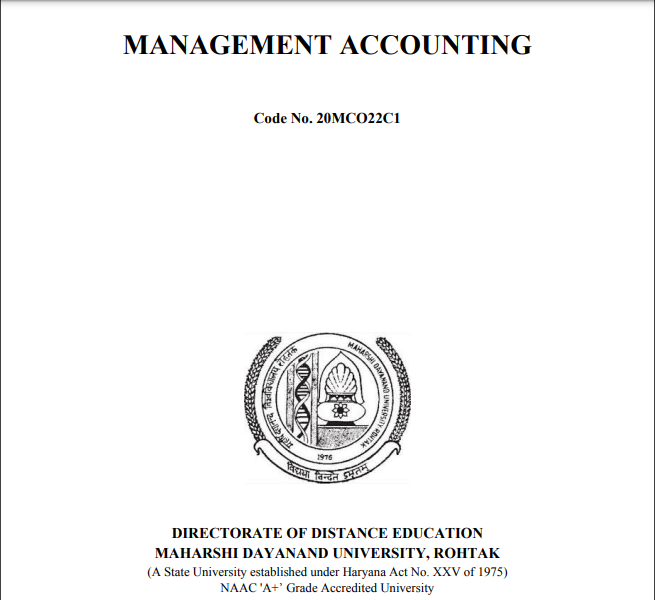 MANAGEMENT ACCOUNTING
Code No. 20MCO22C1
महर्षि दयानन्द विश्वविद्यालय रोहतक
MAHARSHI DAYANAND UNIVERSITY ROHTAK
1976
विद्यया विन्दते ऽमृतम्
DIRECTORATE OF DISTANCE EDUCATION
MAHARSHI DAYANAND UNIVERSITY, ROHTAK
(A State University established under Haryana Act No. XXV of 1975)
NAAC 'A+’ Grade Accredited University